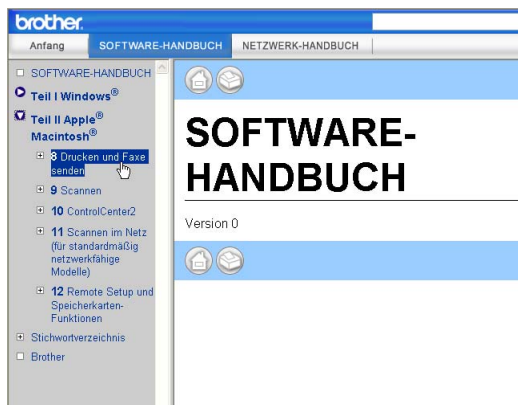 brother.
Anfang SOFTWARE-HANDBUCH NETZWERK-HANDBUCH
SOFTWARE-HANDBUCH
Teil I Windows®
Teil II Apple®
Macintosh®
8 Drucken und Faxe
senden
9 Scannen
10 ControlCenter2
11 Scannen im Netz
(für standardmäßig
netzwerkfähige
Modelle)
12 Remote Setup und
Speicherkarten-
Funktionen
Stichwortverzeichnis
Brother
SOFTWARE-
HANDBUCH
Version 0